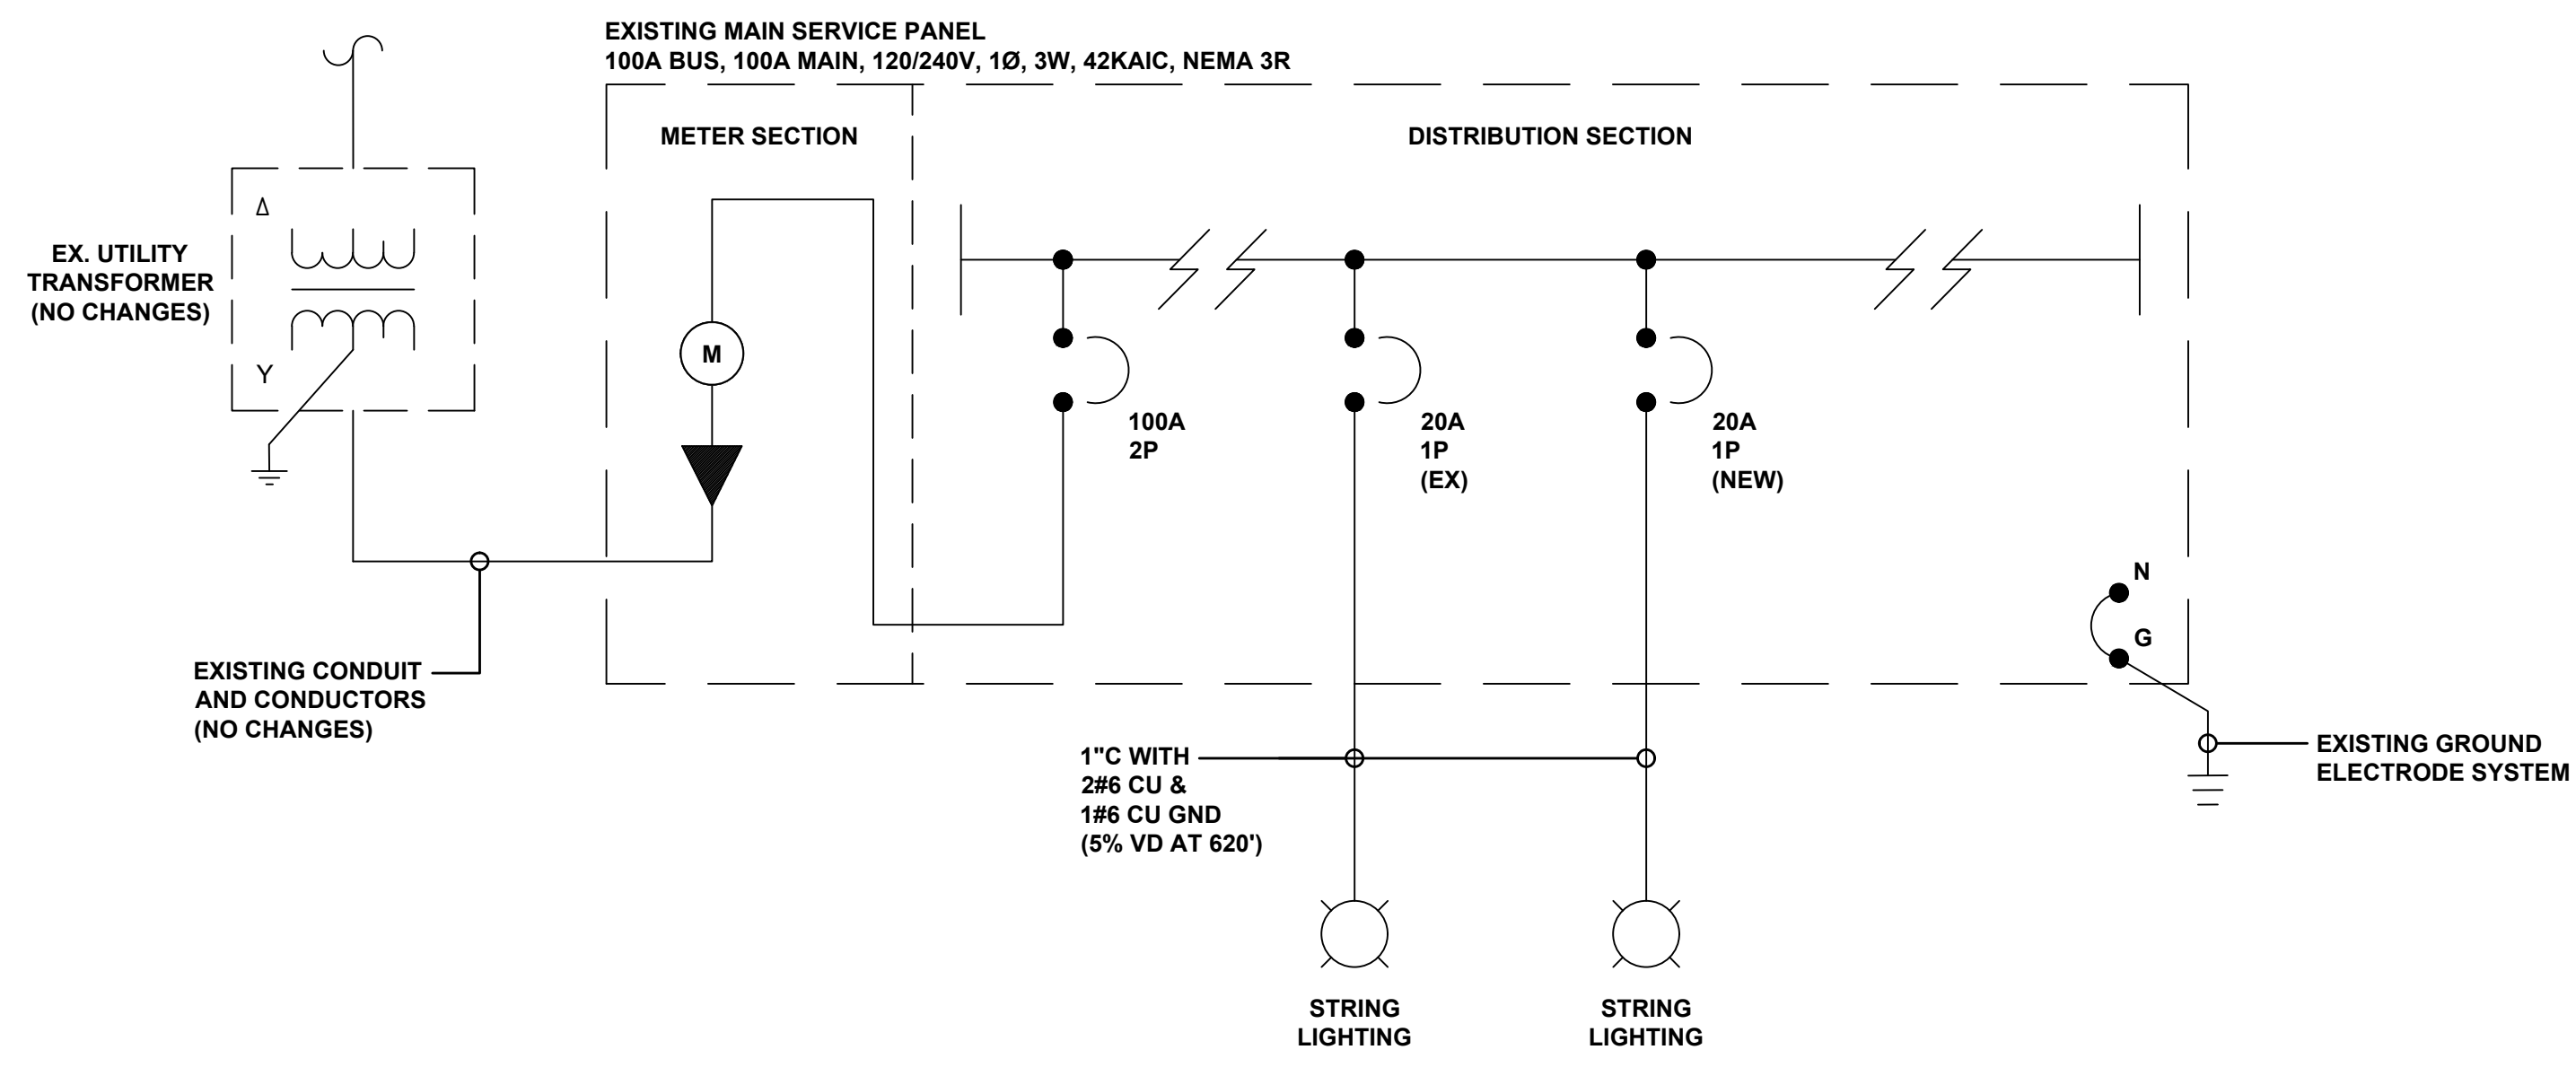 EXISTING MAIN SERVICE PANEL
100A BUS, 100A MAIN, 120/240V, 1Ø, 3W, 42KAIC, NEMA 3R
METER SECTION
DISTRIBUTION SECTION
Δ
EX. UTILITY
TRANSFORMER
(NO CHANGES)
Y
M
100A
2P
20A
1P
(EX)
20A
1P
(NEW)
N
G
EXISTING CONDUIT
AND CONDUCTORS
(NO CHANGES)
1"C WITH
2#6 CU &
1#6 CU GND
(5% VD AT 620')
EXISTING GROUND
ELECTRODE SYSTEM
STRING
LIGHTING
STRING
LIGHTING